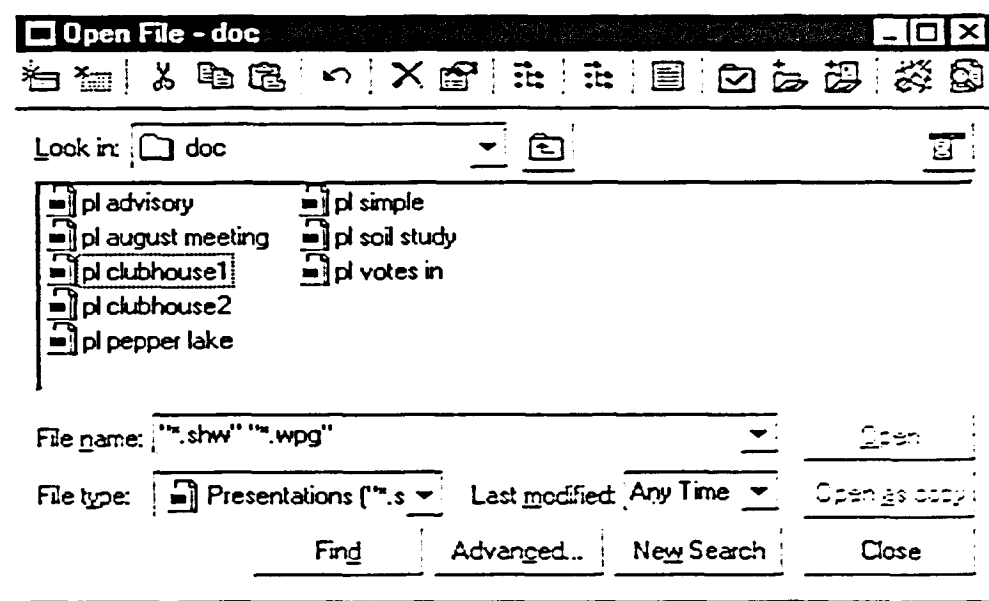 Open File - doc
Look in: doc
pl advisory
pl august meeting
pl clubhouse1
pl clubhouse2
pl pepper lake
pl simple
pl soil study
pl votes in
File name: "*.shw" "*.wpg"
Open
File type: Presentations ("*.s
Last modified: Any Time
Open as copy
Find
Advanced...
New Search
Close